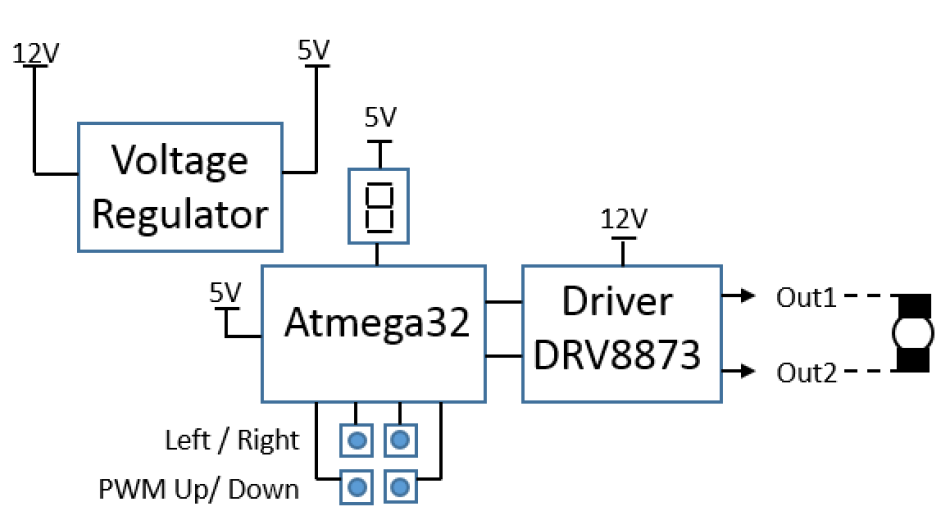 12V
5V
Voltage
Regulator
5V
12V
5V
Atmega32
Driver
DRV8873
Out1
Out2
Left / Right
PWM Up/ Down